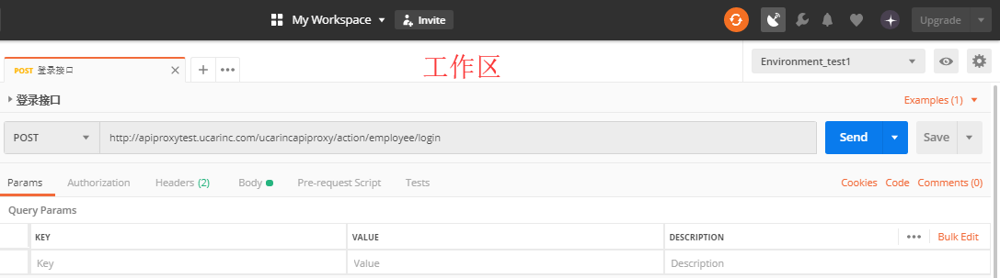 My Workspace Invite Upgrade
工作区
POST 登录接口 Environment_test1
登录接口 Examples (1)
POST http://apiproxytest.ucarinc.com/ucarincapiproxy/action/employee/login Send Save
Params Authorization Headers (2) Body Pre-request Script Tests Cookies Code Comments (0)
Query Params
KEY VALUE DESCRIPTION Bulk Edit
Key Value Description